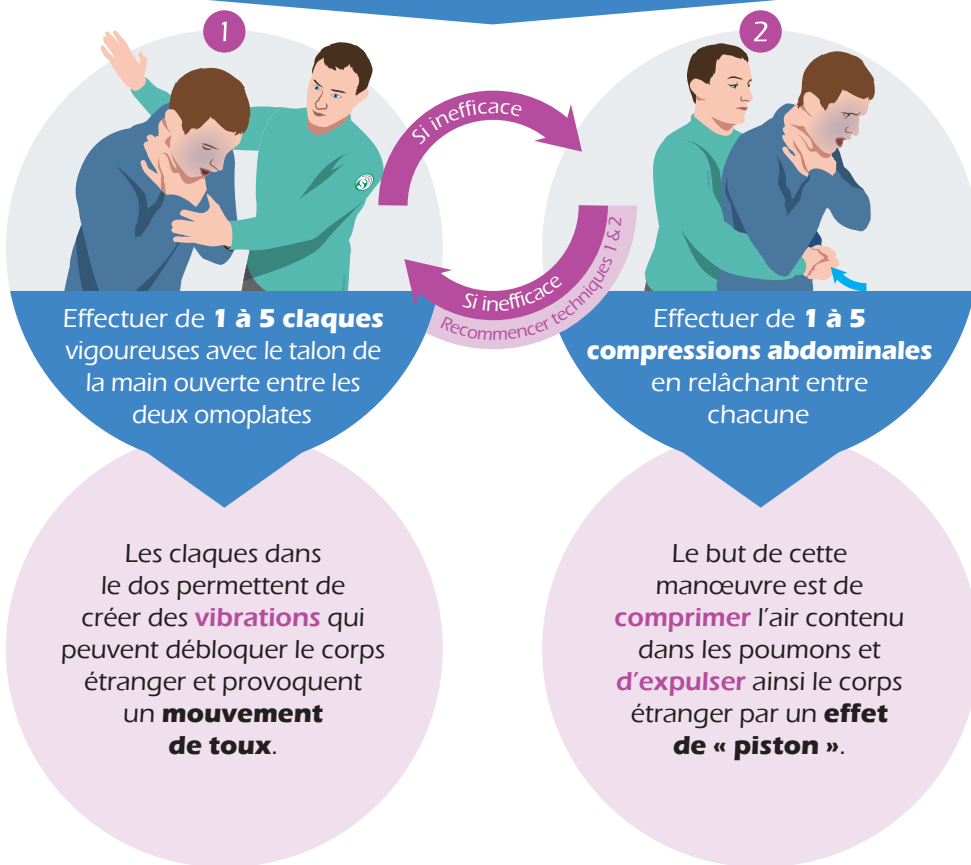 1
Effectuer de 1 à 5 claques
vigoureuses avec le talon de
la main ouverte entre les
deux omoplates
Les claques dans
le dos permettent de
créer des vibrations qui
peuvent débloquer le corps
étranger et provoquent
un mouvement
de toux.
Si inefficace
Si inefficace
Recommencer techniques 1 & 2
2
Effectuer de 1 à 5
compressions abdominales
en relâchant entre
chacune
Le but de cette
manœuvre est de
comprimer l’air contenu
dans les poumons et
d’expulser ainsi le corps
étranger par un effet
de « piston ».